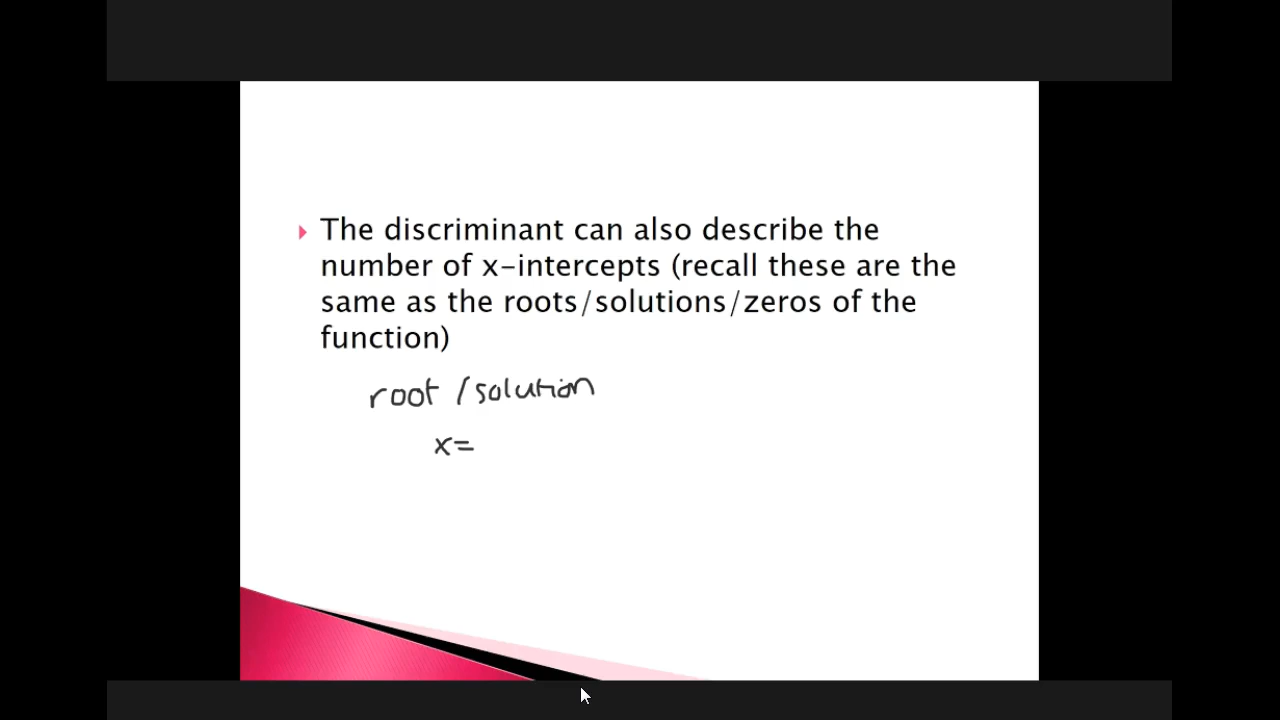 The discriminant can also describe the
number of x-intercepts (recall these are the
same as the roots/solutions/zeros of the
function)
root /solution
x=